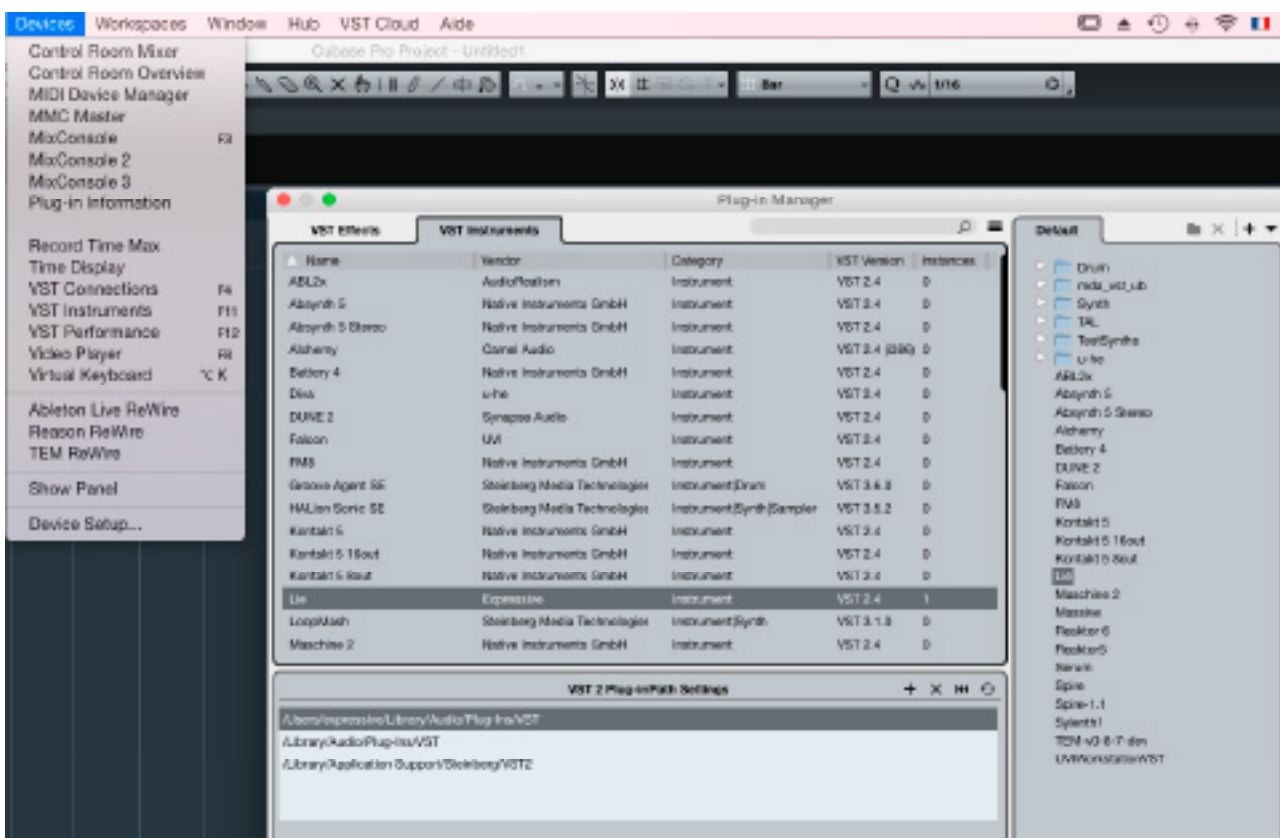 Devices Workspaces Window Hub VST Cloud Aide
Cubase Pro Project - Untitled1
Control Room Mixer
Control Room Overview
MIDI Device Manager
MMC Master
MixConsole F3
MixConsole 2
MixConsole 3
Plug-in Information
Record Time Max
Time Display
VST Connections F4
VST Instruments F11
VST Performance F12
Video Player F8
Virtual Keyboard ⌥ K
Ableton Live ReWire
Reason ReWire
TEM ReWire
Show Panel
Device Setup...
Bar Q 1/16
Plug-in Manager
VST Effects VST Instruments
Name Vendor Category VST Version Instances
ABL2x AudioRealism Instrument VST 2.4 0
Absynth 5 Native Instruments GmbH Instrument VST 2.4 0
Absynth 5 Stereo Native Instruments GmbH Instrument VST 2.4 0
Alchemy Camel Audio Instrument VST 2.4 (i386) 0
Battery 4 Native Instruments GmbH Instrument VST 2.4 0
Diva u-he Instrument VST 2.4 0
DUNE 2 Synapse Audio Instrument VST 2.4 0
Falcon UVI Instrument VST 2.4 0
FM8 Native Instruments GmbH Instrument VST 2.4 0
Groove Agent SE Steinberg Media Technologies Instrument|Drum VST 3.6.0 0
HALion Sonic SE Steinberg Media Technologies Instrument|Synth|Sampler VST 3.5.2 0
Kontakt 5 Native Instruments GmbH Instrument VST 2.4 0
Kontakt 5 16out Native Instruments GmbH Instrument VST 2.4 0
Kontakt 5 8out Native Instruments GmbH Instrument VST 2.4 0
Expressive Instrument VST 2.4 1
LoopMash Steinberg Media Technologies Instrument|Synth VST 3.1.0 0
Maschine 2 Native Instruments GmbH Instrument VST 2.4 0
VST 2 Plug-in Path Settings
/Users/expressive/Library/Audio/Plug-Ins/VST
/Library/Audio/Plug-Ins/VST
/Library/Application Support/Steinberg/VST2
Default
Drum
mda_vst_ub
Synth
TAL
ToolSynths
u-he
ABL2x
Absynth 5
Absynth 5 Stereo
Alchemy
Battery 4
DUNE 2
Falcon
FM8
Kontakt 5
Kontakt 5 16out
Kontakt 5 8out
Maschine 2
Massive
Reaktor 6
Reaktor5
Serum
Spire
Spire-1.1
Sylenth1
TEM-v0-8-7-dev
UVIWorkstationVST